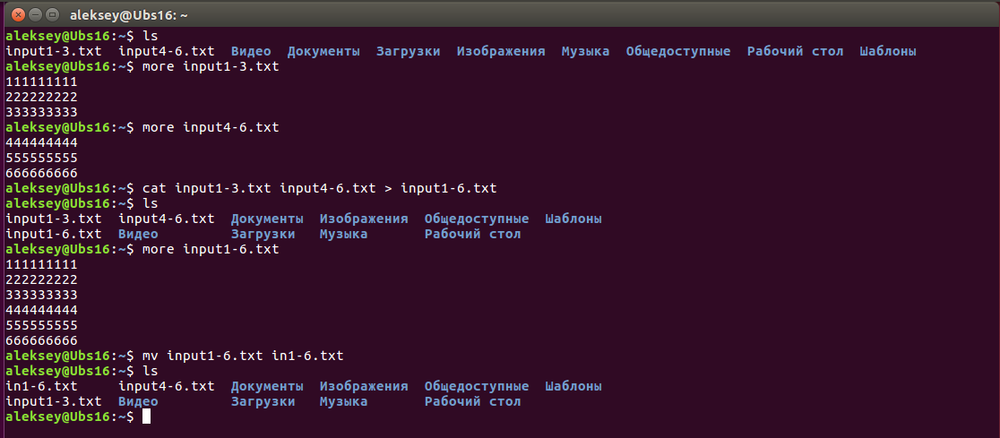 aleksey@Ubs16: ~
aleksey@Ubs16:~$ ls
input1-3.txt  input4-6.txt  Видео  Документы  Загрузки  Изображения  Музыка  Общедоступные  Рабочий стол  Шаблоны
aleksey@Ubs16:~$ more input1-3.txt
111111111
222222222
333333333
aleksey@Ubs16:~$ more input4-6.txt
444444444
555555555
666666666
aleksey@Ubs16:~$ cat input1-3.txt input4-6.txt > input1-6.txt
aleksey@Ubs16:~$ ls
input1-3.txt  input4-6.txt  Документы  Изображения  Общедоступные  Шаблоны
input1-6.txt  Видео         Загрузки   Музыка       Рабочий стол
aleksey@Ubs16:~$ more input1-6.txt
111111111
222222222
333333333
444444444
555555555
666666666
aleksey@Ubs16:~$ mv input1-6.txt in1-6.txt
aleksey@Ubs16:~$ ls
in1-6.txt     input4-6.txt  Документы  Изображения  Общедоступные  Шаблоны
input1-3.txt  Видео         Загрузки   Музыка       Рабочий стол
aleksey@Ubs16:~$